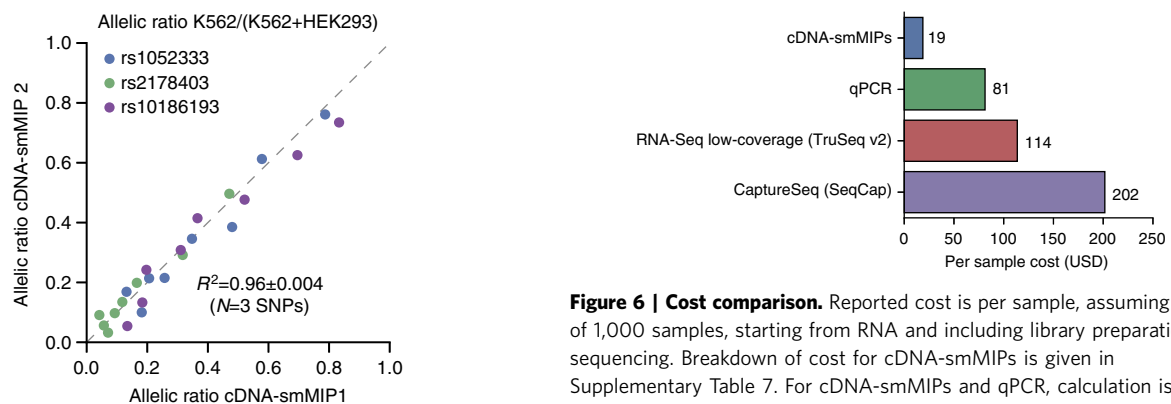 Allelic ratio K562/(K562+HEK293)
1.0
rs1052333
rs2178403
0.8
rs10186193
0.6
0.4
0.2
R²=0.96±0.004
(N=3 SNPs)
0.0
0.0 0.2 0.4 0.6 0.8 1.0
Allelic ratio cDNA-smMIP1
Allelic ratio cDNA-smMIP 2
cDNA-smMIPs 19
qPCR 81
RNA-Seq low-coverage (TruSeq v2) 114
CaptureSeq (SeqCap) 202
0 50 100 150 200 250
Per sample cost (USD)
Figure 6 | Cost comparison. Reported cost is per sample, assuming
of 1,000 samples, starting from RNA and including library preparati
sequencing. Breakdown of cost for cDNA-smMIPs is given in
Supplementary Table 7. For cDNA-smMIPs and qPCR, calculation is